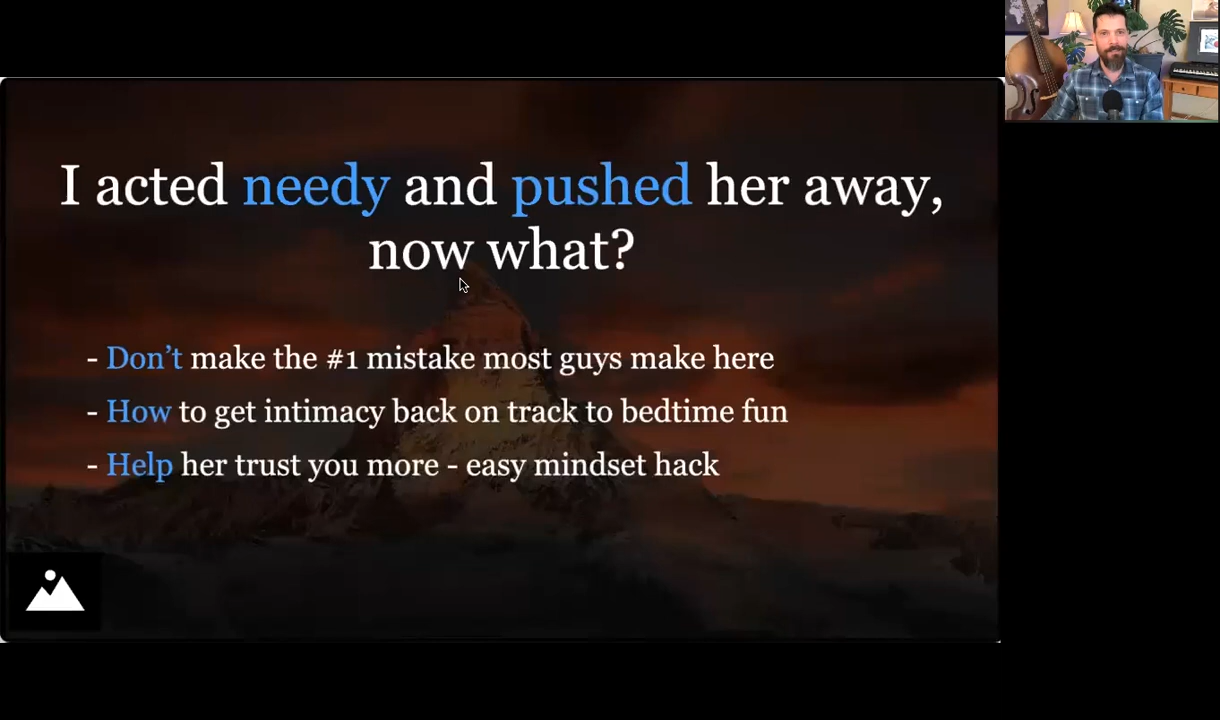 I acted needy and pushed her away,
now what?
- Don’t make the #1 mistake most guys make here
- How to get intimacy back on track to bedtime fun
- Help her trust you more - easy mindset hack